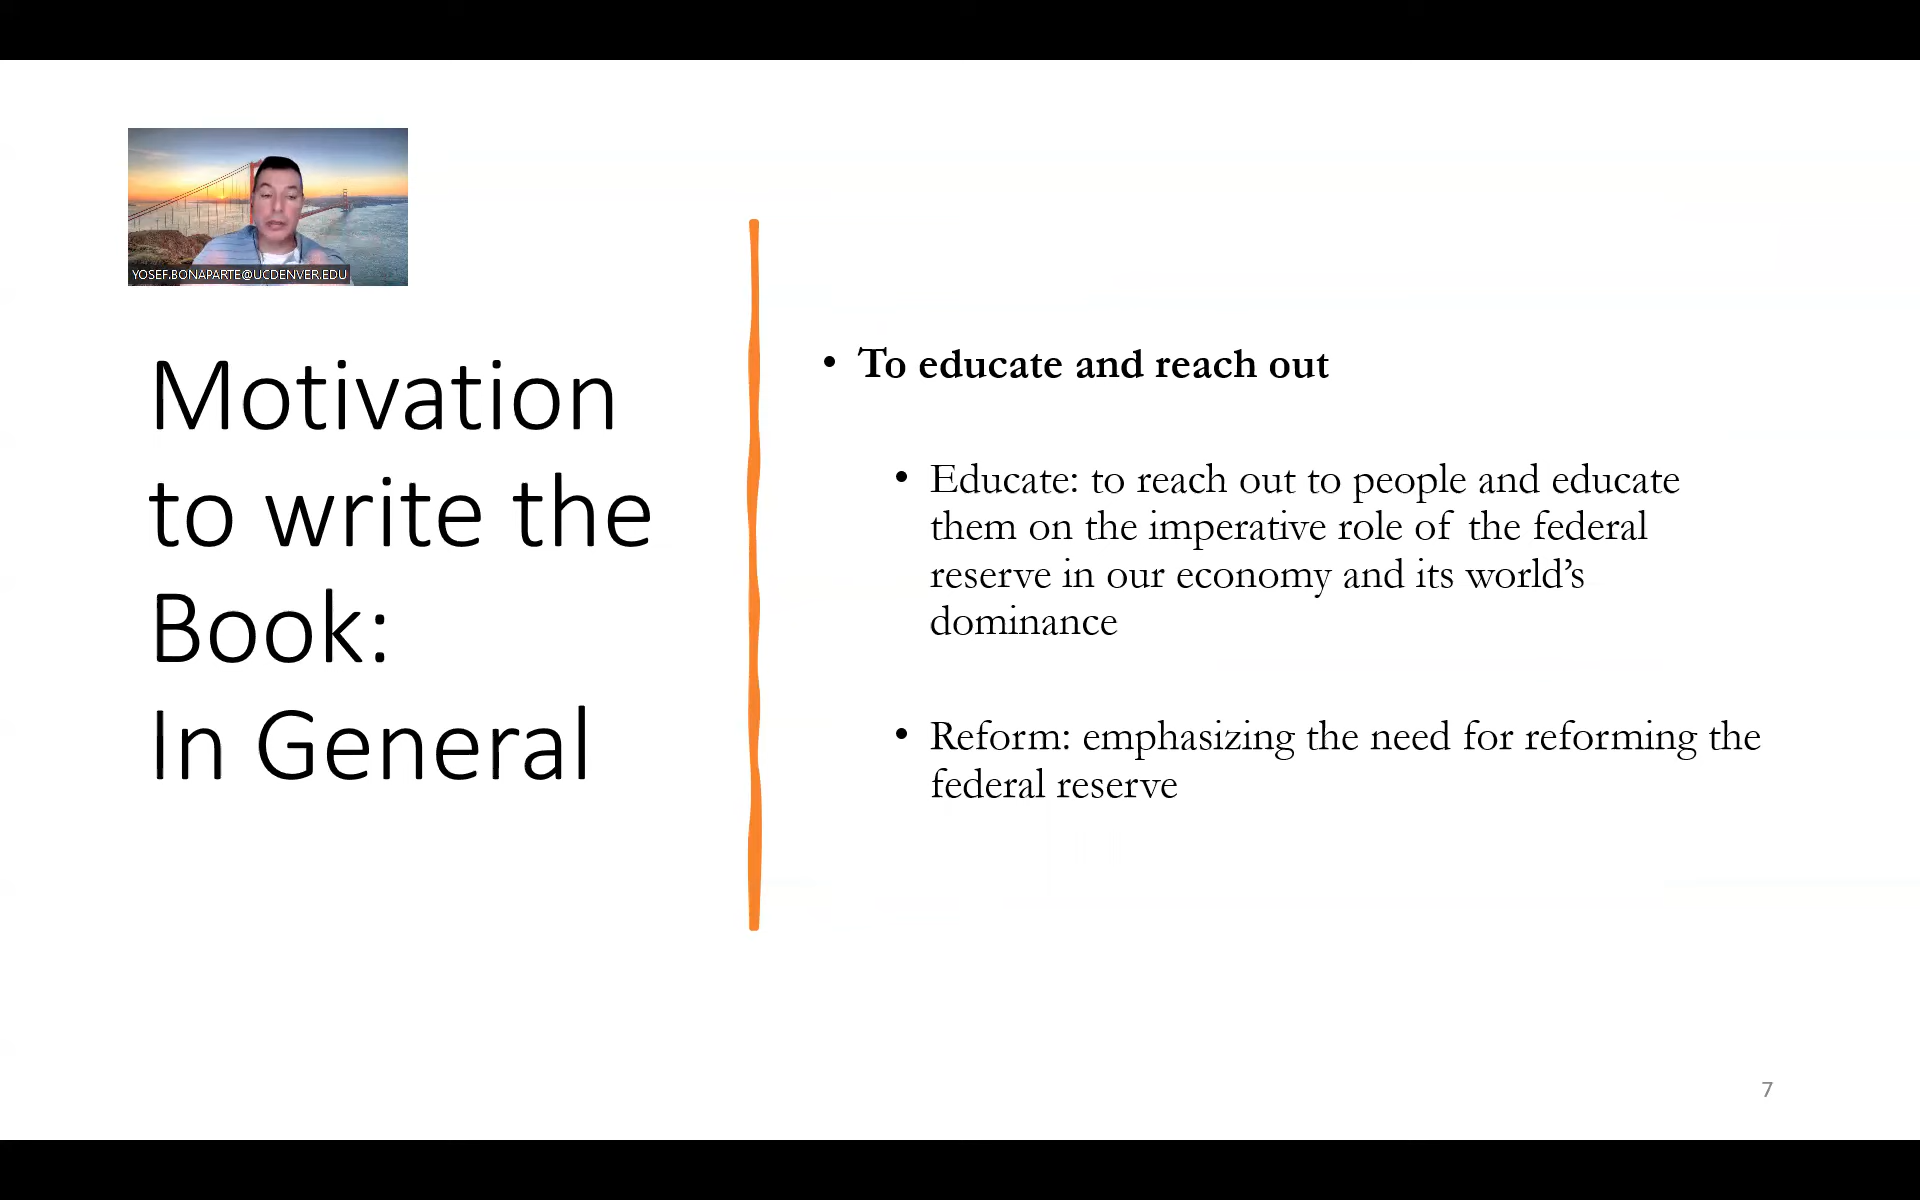 YOSEF.BONAPARTE@UCDENVER.EDU
Motivation
to write the
Book:
In General
• To educate and reach out
• Educate: to reach out to people and educate
them on the imperative role of the federal
reserve in our economy and its world’s
dominance
• Reform: emphasizing the need for reforming the
federal reserve
7